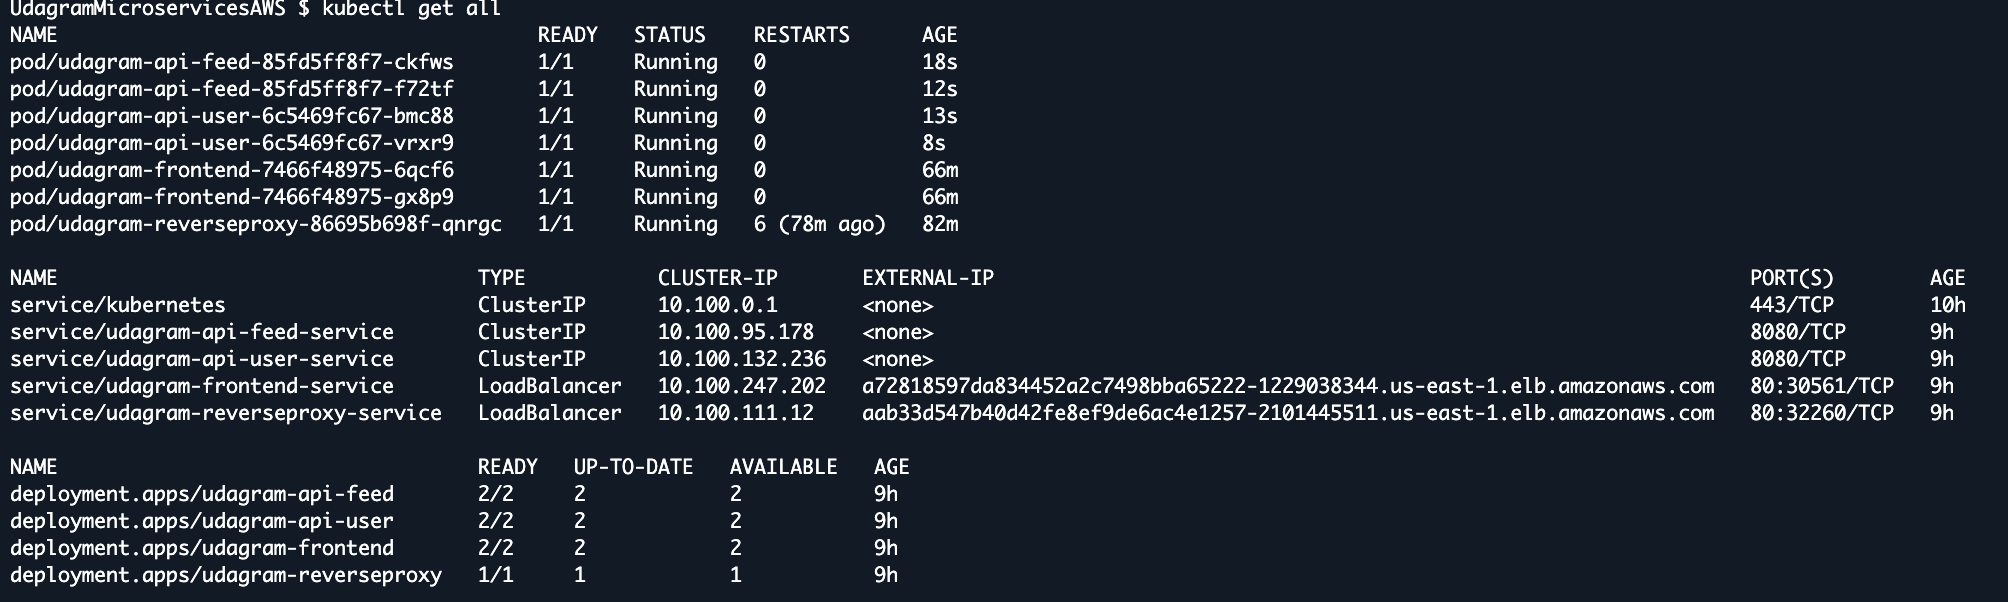 UdagramMicroservicesAWS $ kubectl get all
NAME READY STATUS RESTARTS AGE
pod/udagram-api-feed-85fd5ff8f7-ckfws 1/1 Running 0 18s
pod/udagram-api-feed-85fd5ff8f7-f72tf 1/1 Running 0 12s
pod/udagram-api-user-6c5469fc67-bmc88 1/1 Running 0 13s
pod/udagram-api-user-6c5469fc67-vrxr9 1/1 Running 0 8s
pod/udagram-frontend-7466f48975-6qcf6 1/1 Running 0 66m
pod/udagram-frontend-7466f48975-gx8p9 1/1 Running 0 66m
pod/udagram-reverseproxy-86695b698f-qnrgc 1/1 Running 6 (78m ago) 82m
NAME TYPE CLUSTER-IP EXTERNAL-IP PORT(S) AGE
service/kubernetes ClusterIP 10.100.0.1 <none> 443/TCP 10h
service/udagram-api-feed-service ClusterIP 10.100.95.178 <none> 8080/TCP 9h
service/udagram-api-user-service ClusterIP 10.100.132.236 <none> 8080/TCP 9h
service/udagram-frontend-service LoadBalancer 10.100.247.202 a72818597da834452a2c7498bba65222-1229038344.us-east-1.elb.amazonaws.com 80:30561/TCP 9h
service/udagram-reverseproxy-service LoadBalancer 10.100.111.12 aab33d547b40d42fe8ef9de6ac4e1257-2101445511.us-east-1.elb.amazonaws.com 80:32260/TCP 9h
NAME READY UP-TO-DATE AVAILABLE AGE
deployment.apps/udagram-api-feed 2/2 2 2 9h
deployment.apps/udagram-api-user 2/2 2 2 9h
deployment.apps/udagram-frontend 2/2 2 2 9h
deployment.apps/udagram-reverseproxy 1/1 1 1 9h